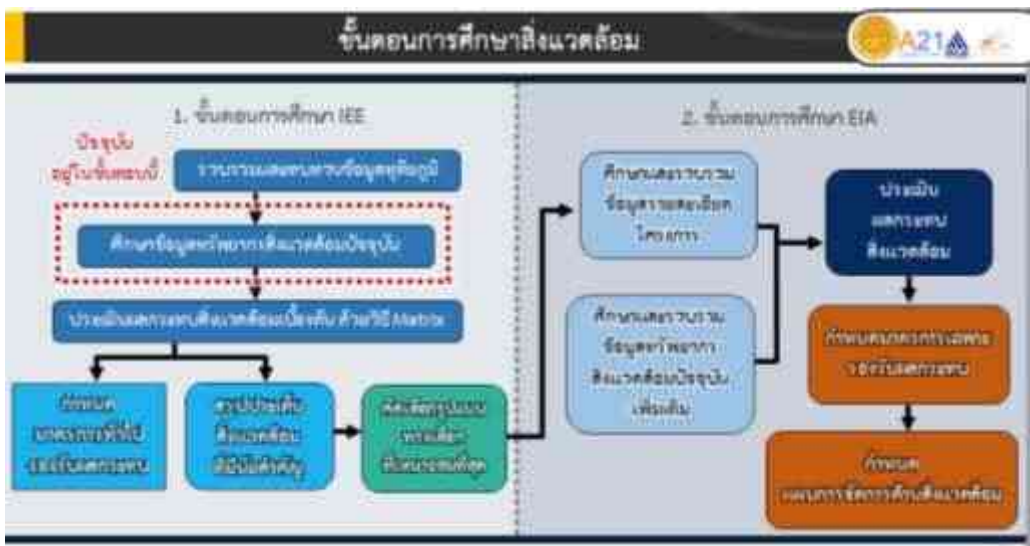 ขั้นตอนการศึกษาสิ่งแวดล้อม
A21
1. ขั้นตอนการศึกษา IEE
ปัจจุบัน
อยู่ในขั้นตอนนี้
รวบรวมและทบทวนข้อมูลทุติยภูมิ
ศึกษาข้อมูลทรัพยากรสิ่งแวดล้อมปัจจุบัน
ประเมินผลกระทบสิ่งแวดล้อมเบื้องต้น ด้วยวิธี Matrix
กำหนด
มาตรการทั่วไป
รองรับผลกระทบ
สรุปประเด็น
สิ่งแวดล้อม
ที่มีนัยสำคัญ
คัดเลือกรูปแบบ
ทางเลือก
ที่เหมาะสมที่สุด
2. ขั้นตอนการศึกษา EIA
ศึกษาและรวบรวม
ข้อมูลรายละเอียด
โครงการ
ศึกษาและรวบรวม
ข้อมูลทรัพยากร
สิ่งแวดล้อมปัจจุบัน
เพิ่มเติม
ประเมิน
ผลกระทบ
สิ่งแวดล้อม
กำหนดมาตรการเฉพาะ
รองรับผลกระทบ
กำหนด
แผนการจัดการด้านสิ่งแวดล้อม